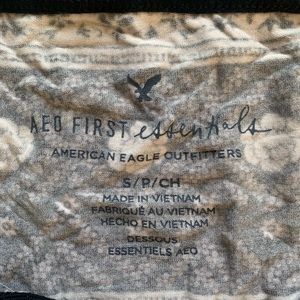 AEO FIRST essentials
AMERICAN EAGLE OUTFITTERS
S/P/CH
MADE IN VIETNAM
FABRIQUÉ AU VIETNAM
HECHO EN VIETNAM
DESSOUS
ESSENTIELS AEO